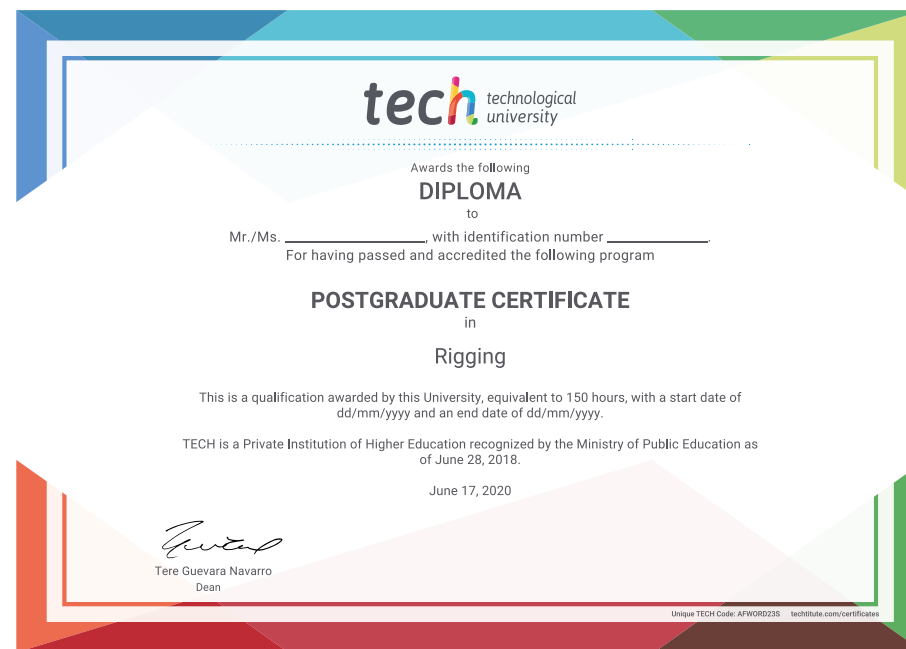 tech technological
university
Awards the following
DIPLOMA
to
Mr./Ms. ____________________, with identification number ______________.
For having passed and accredited the following program
POSTGRADUATE CERTIFICATE
in
Rigging
This is a qualification awarded by this University, equivalent to 150 hours, with a start date of
dd/mm/yyyy and an end date of dd/mm/yyyy.
TECH is a Private Institution of Higher Education recognized by the Ministry of Public Education as
of June 28, 2018.
June 17, 2020
Tere Guevara Navarro
Dean
Unique TECH Code: AFWORD23S techtitute.com/certificates